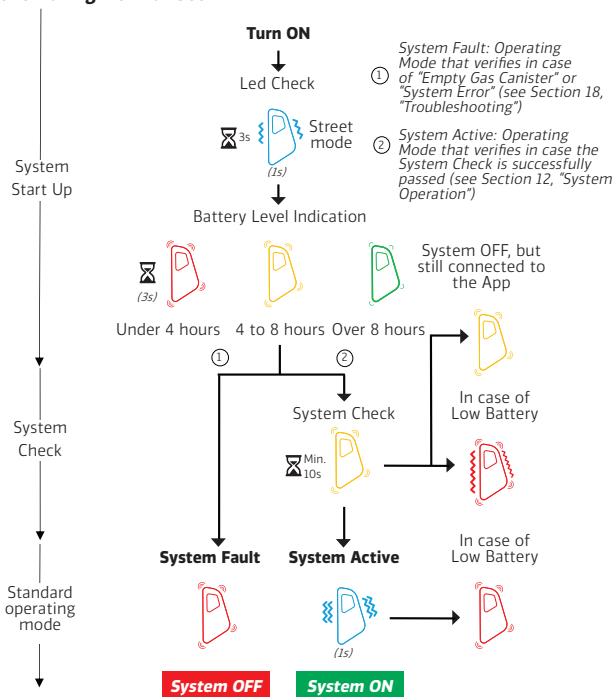 Turn ON
Led Check
3s
Street
mode
(1s)
① System Fault: Operating
Mode that verifies in case
of "Empty Gas Canister" or
"System Error" (see Section 18,
"Troubleshooting")
② System Active: Operating
Mode that verifies in case the
System Check is successfully
passed (see Section 12, "System
Operation")
System
Start Up
Battery Level Indication
(3s)
System OFF, but
still connected to
the App
Under 4 hours
4 to 8 hours
Over 8 hours
①
②
System
Check
System Check
Min.
10s
In case of
Low Battery
Standard
operating
mode
System Fault
System Active
(1s)
In case of
Low Battery
System OFF
System ON